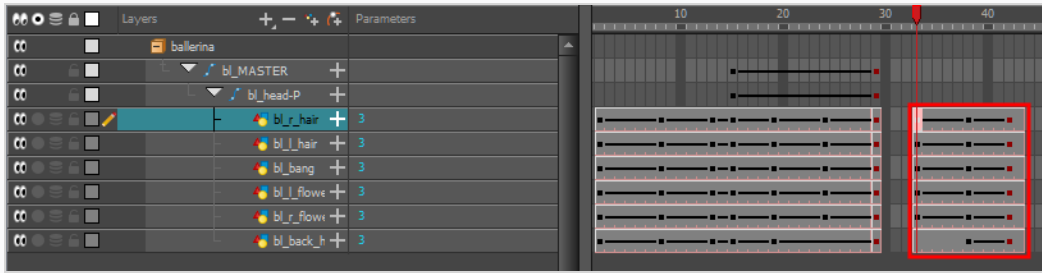 Layers Parameters 10 20 30 40
ballerina
bl_MASTER
bl_head-P
bl_r_hair 3
bl_l_hair 3
bl_bang 3
bl_l_flowe 3
bl_r_flowe 3
bl_back_h 3